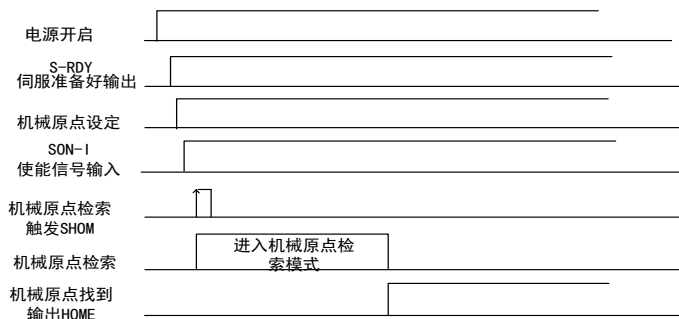 电源开启
S-RDY
伺服准备好输出
机械原点设定
SON-I
使能信号输入
机械原点检索
触发SHOM
机械原点检索
进入机械原点检
索模式
机械原点找到
输出HOME